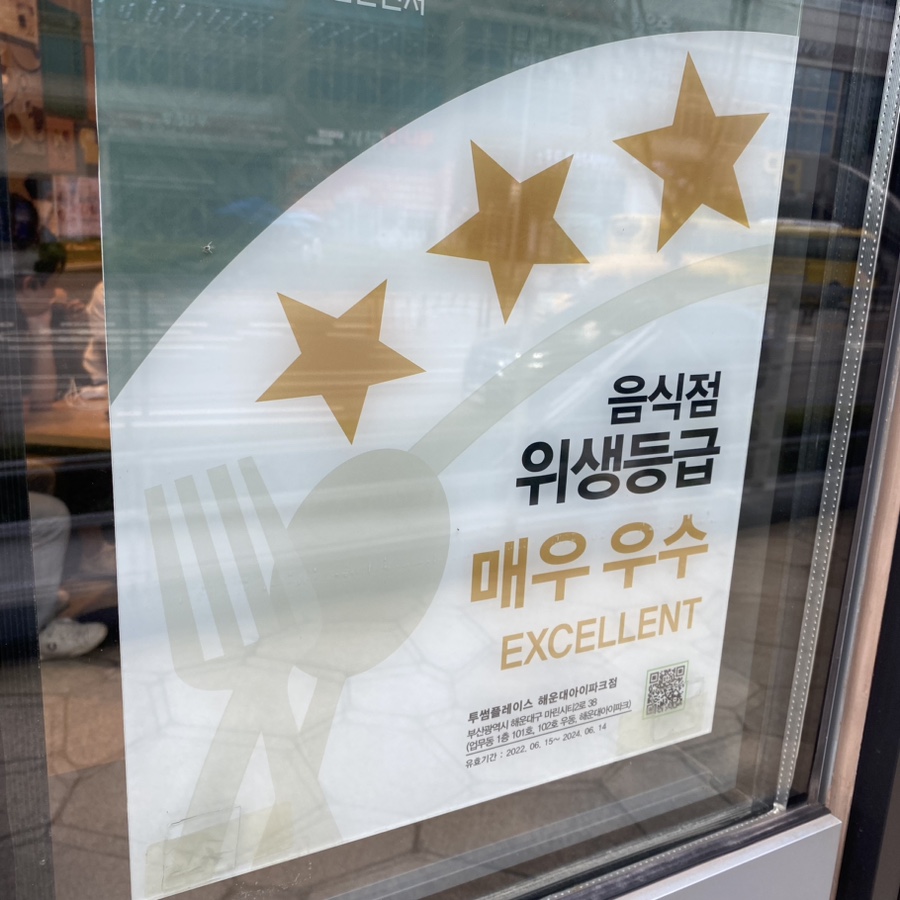 음식점
위생등급
매우 우수
EXCELLENT
투썸플레이스 해운대아이파크점
부산광역시 해운대구 마린시티2로 38
(업무동 1층 101호, 102호 우동, 해운대아이파크)
유효기간 : 2022. 06. 15~ 2024. 06. 14